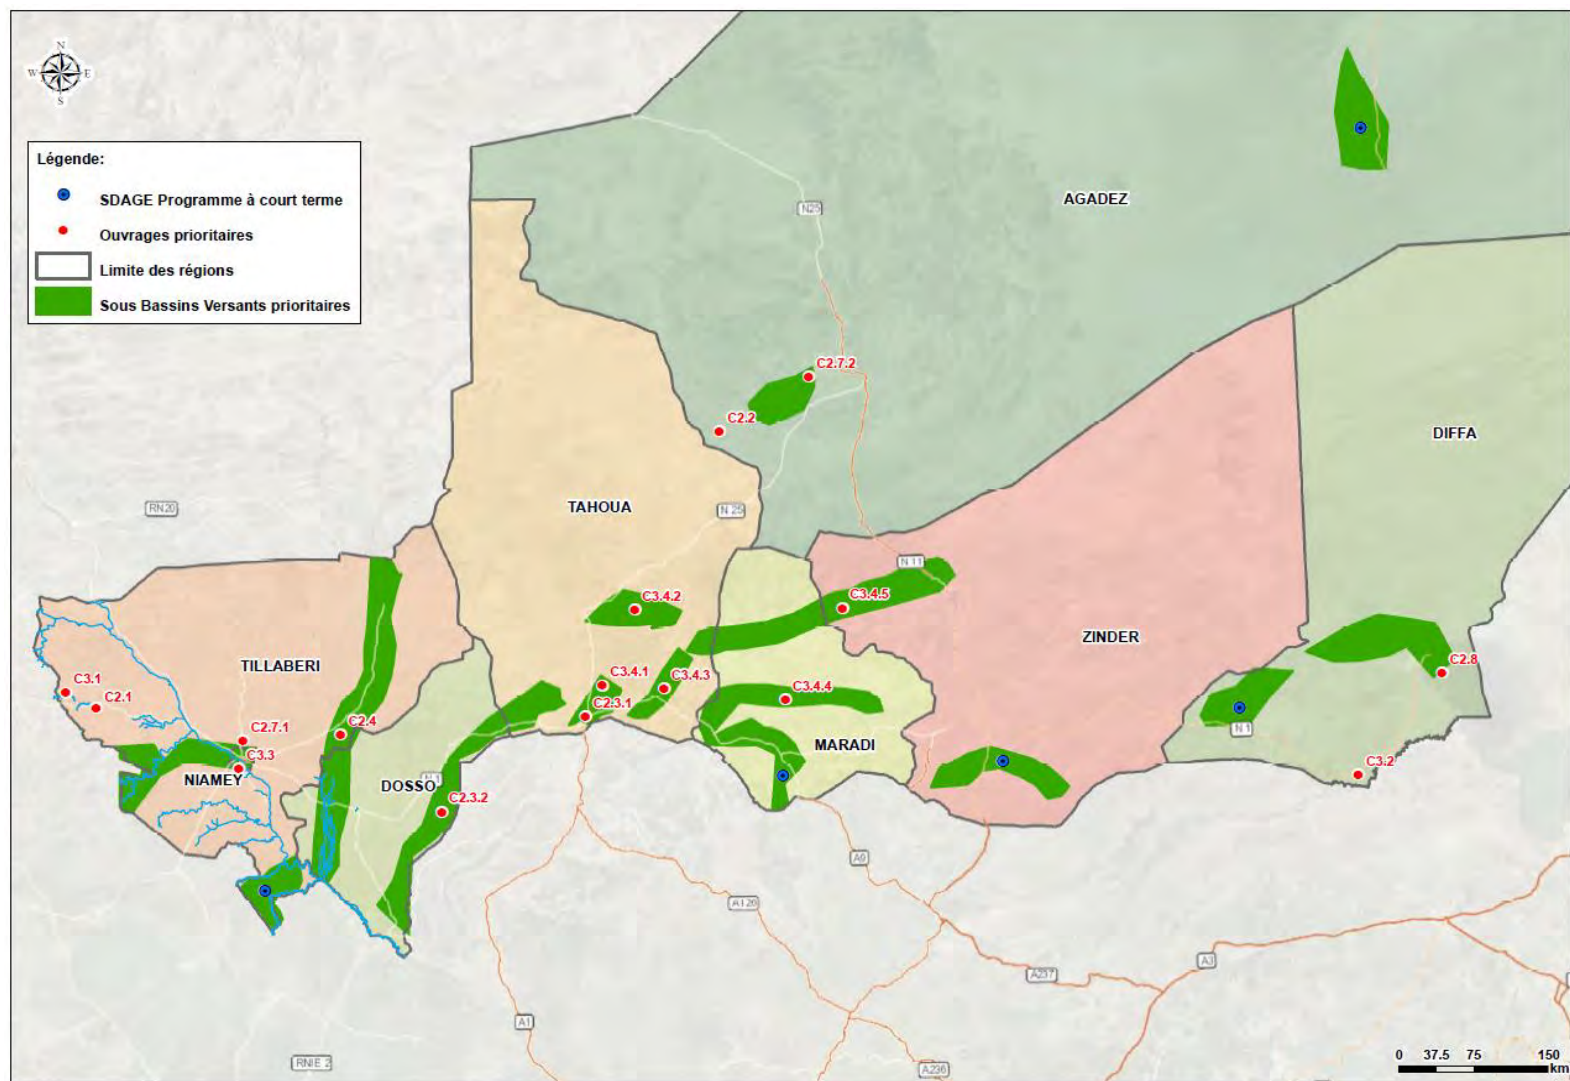 N
W E
S
Légende:
SDAGE Programme à court terme
Ouvrages prioritaires
Limite des régions
Sous Bassins Versants prioritaires
AGADEZ
N25
C2.7.2
C2.2
DIFFA
TAHOUA
N 25
RN20
N 11
C3.4.2
C3.4.5
ZINDER
TILLABERI
C3.1
C2.1
C3.4.1
C3.4.3
C2.8
C3.4.4
C2.3.1
C2.7.1
C2.4
N 1
MARADI
C3.3
NIAMEY
DOSSO
N 1
C3.2
C2.3.2
A9
A126
A3
A237
A1
RNIE 2
A236
0 37.5 75 150
km